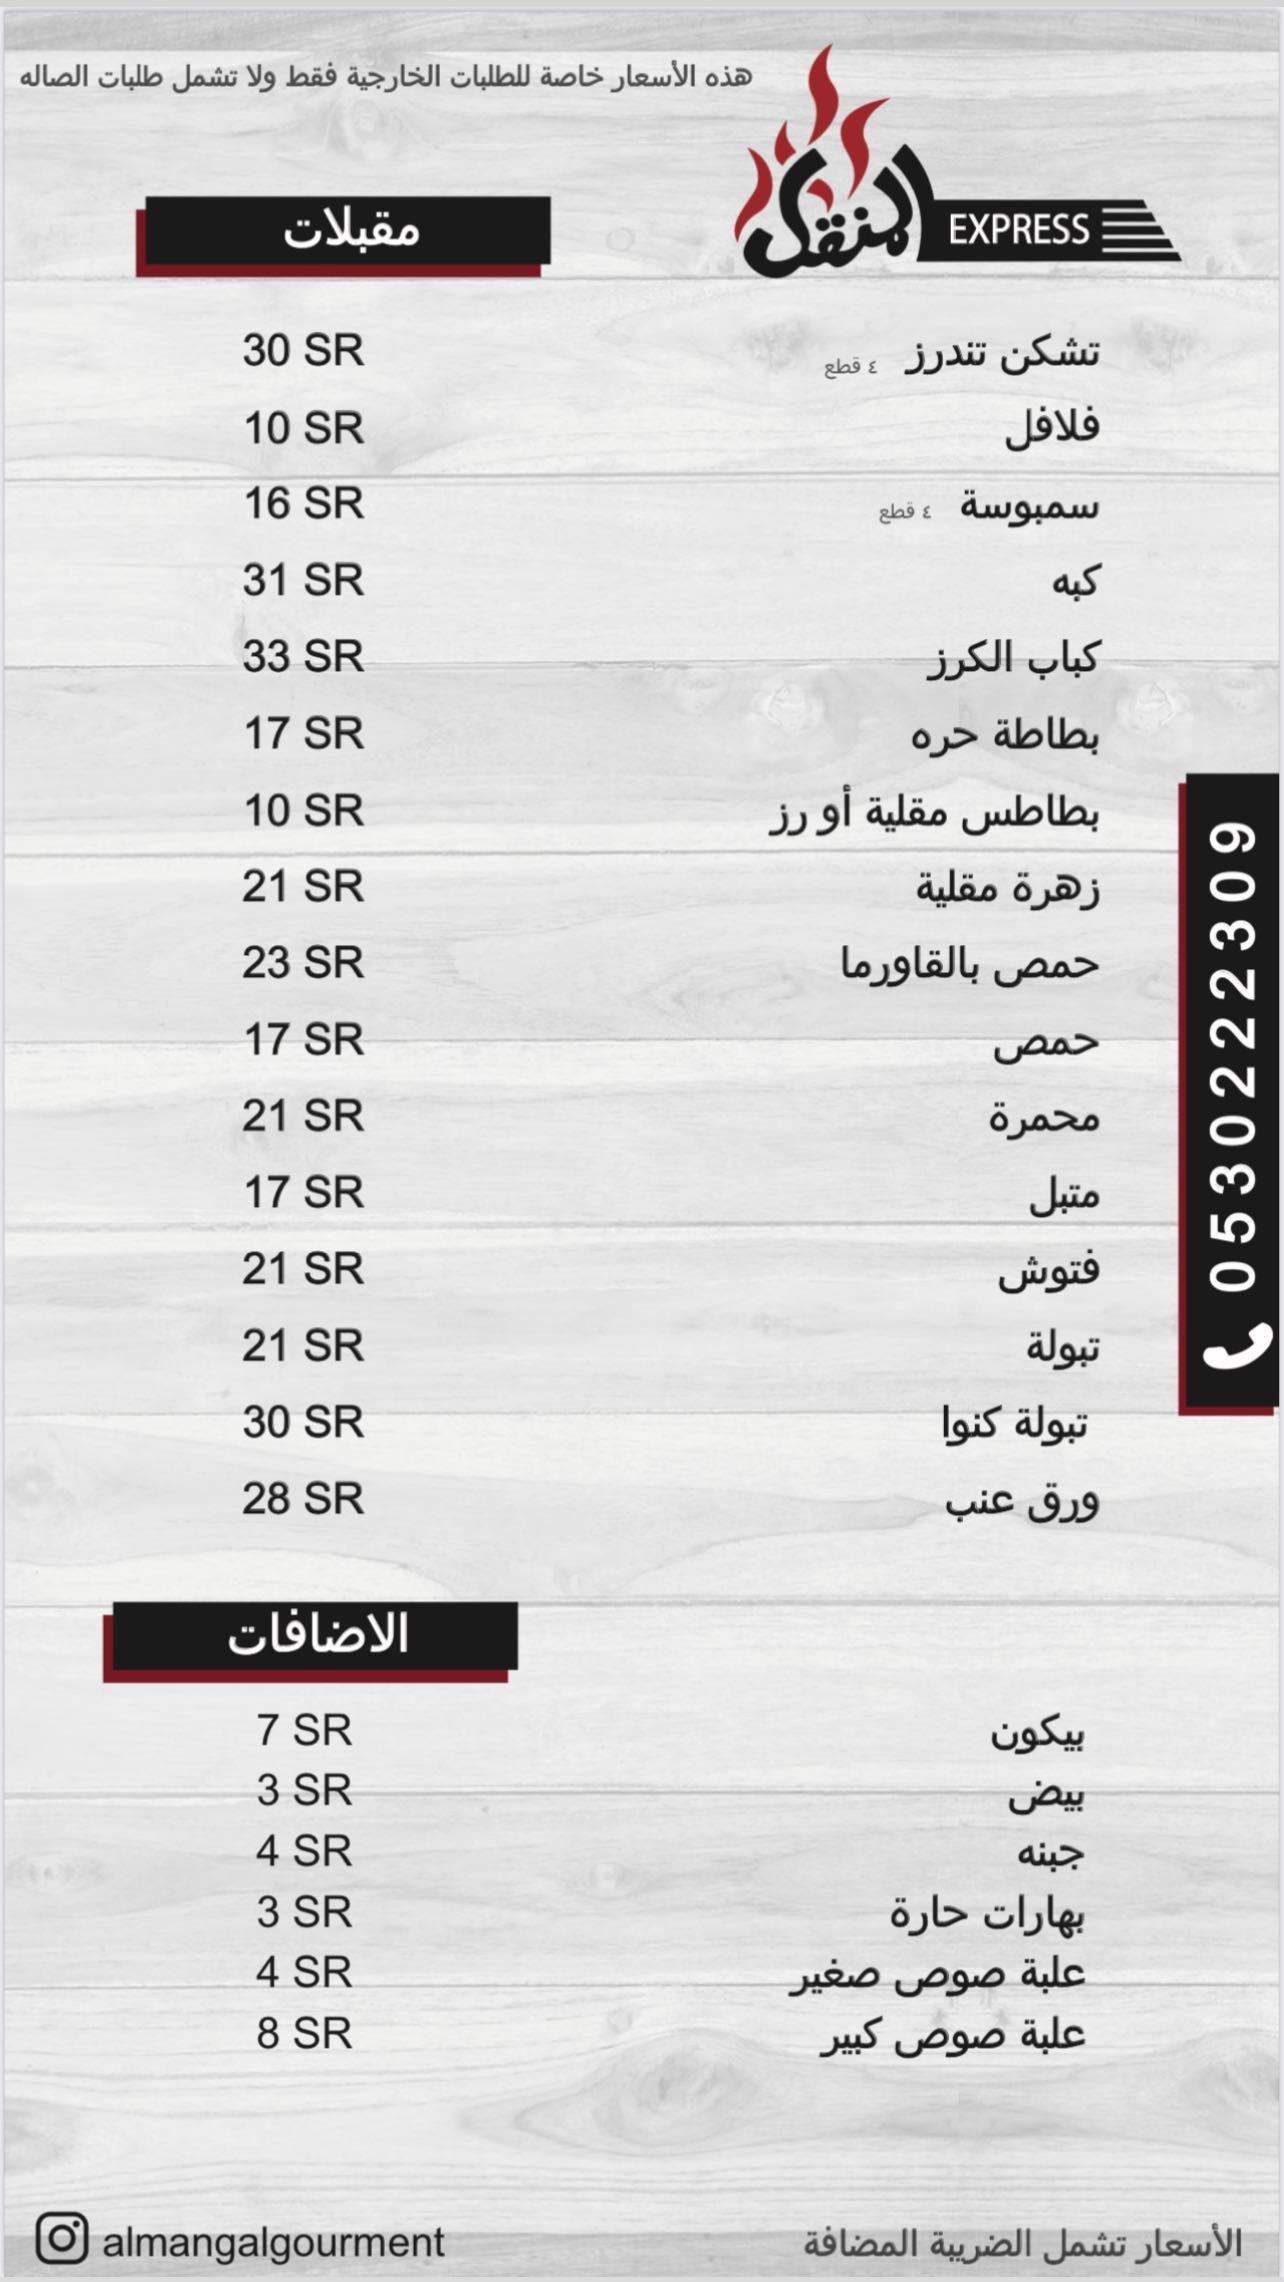 هذه الأسعار خاصة للطلبات الخارجية فقط ولا تشمل طلبات الصاله
المنقل EXPRESS
مقبلات
تشكن تندرز ٤ قطع 30 SR
فلافل 10 SR
سمبوسة ٤ قطع 16 SR
كبه 31 SR
كباب الكرز 33 SR
بطاطة حره 17 SR
بطاطس مقلية أو رز 10 SR
زهرة مقلية 21 SR
حمص بالقاورما 23 SR
حمص 17 SR
محمرة 21 SR
متبل 17 SR
فتوش 21 SR
تبولة 21 SR
تبولة كنوا 30 SR
ورق عنب 28 SR
0530222309
الاضافات
بيكون 7 SR
بيض 3 SR
جبنه 4 SR
بهارات حارة 3 SR
علبة صوص صغير 4 SR
علبة صوص كبير 8 SR
الأسعار تشمل الضريبة المضافة
almangalgourment